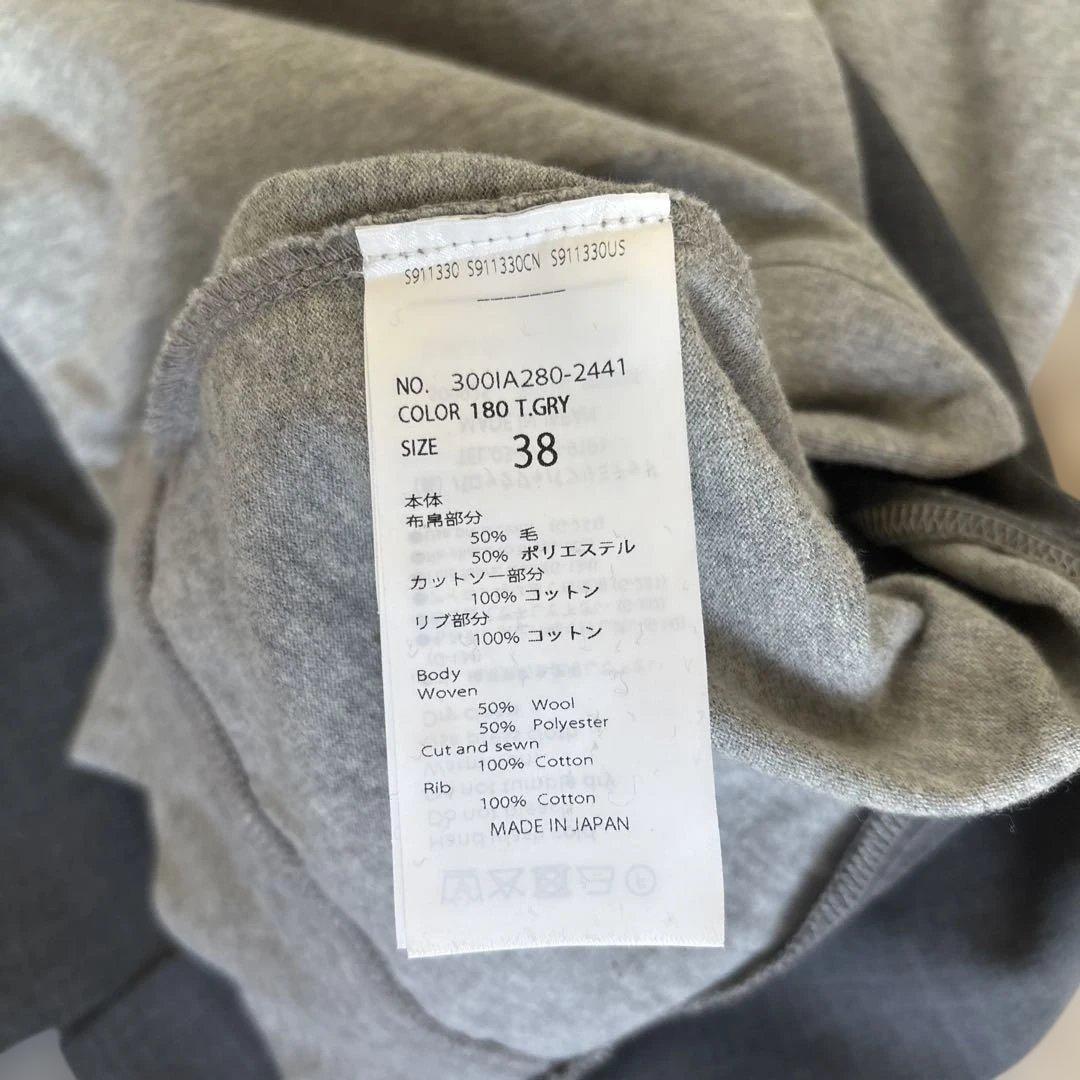 S911330 S911330CN S911330US
-------
NO. 300IA280-2441
COLOR 180 T.GRY
SIZE 38
本体
布帛部分
50% 毛
50% ポリエステル
カットソー部分
100% コットン
リブ部分
100% コットン
Body
Woven
50% Wool
50% Polyester
Cut and sewn
100% Cotton
Rib
100% Cotton
MADE IN JAPAN